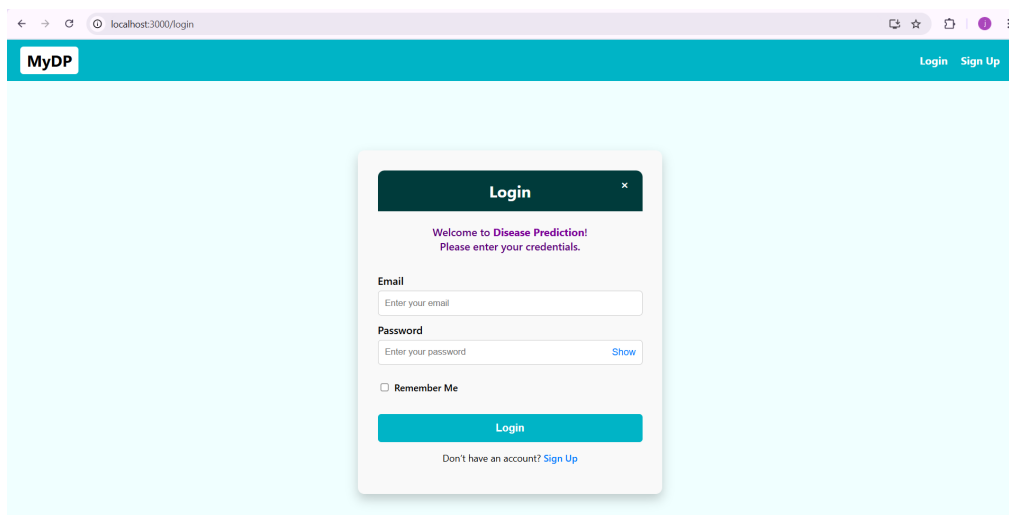 localhost:3000/login
MyDP
Login Sign Up
Login ×
Welcome to Disease Prediction!
Please enter your credentials.
Email
Enter your email
Password
Enter your password Show
Remember Me
Login
Don't have an account? Sign Up